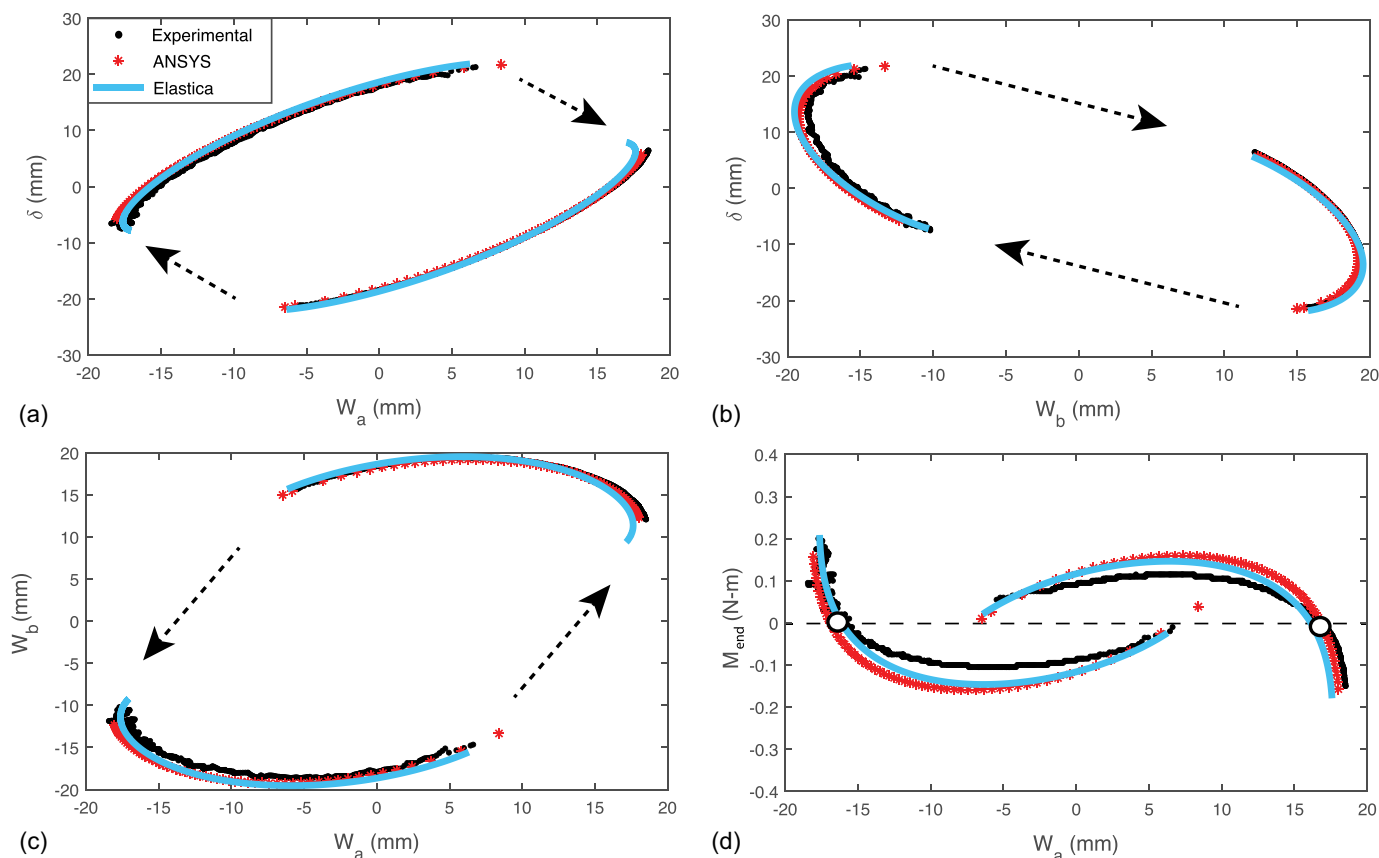 30
20
10
0
-10
-20
-30
δ (mm)
Experimental
ANSYS
Elastica
-20 -15 -10 -5 0 5 10 15 20
(a) W_a (mm)
30
20
10
0
-10
-20
-30
δ (mm)
-20 -15 -10 -5 0 5 10 15 20
(b) W_b (mm)
20
15
10
5
0
-5
-10
-15
-20
W_b (mm)
-20 -15 -10 -5 0 5 10 15 20
(c) W_a (mm)
0.4
0.3
0.2
0.1
0
-0.1
-0.2
-0.3
-0.4
M_end (N-m)
-20 -15 -10 -5 0 5 10 15 20
(d) W_a (mm)